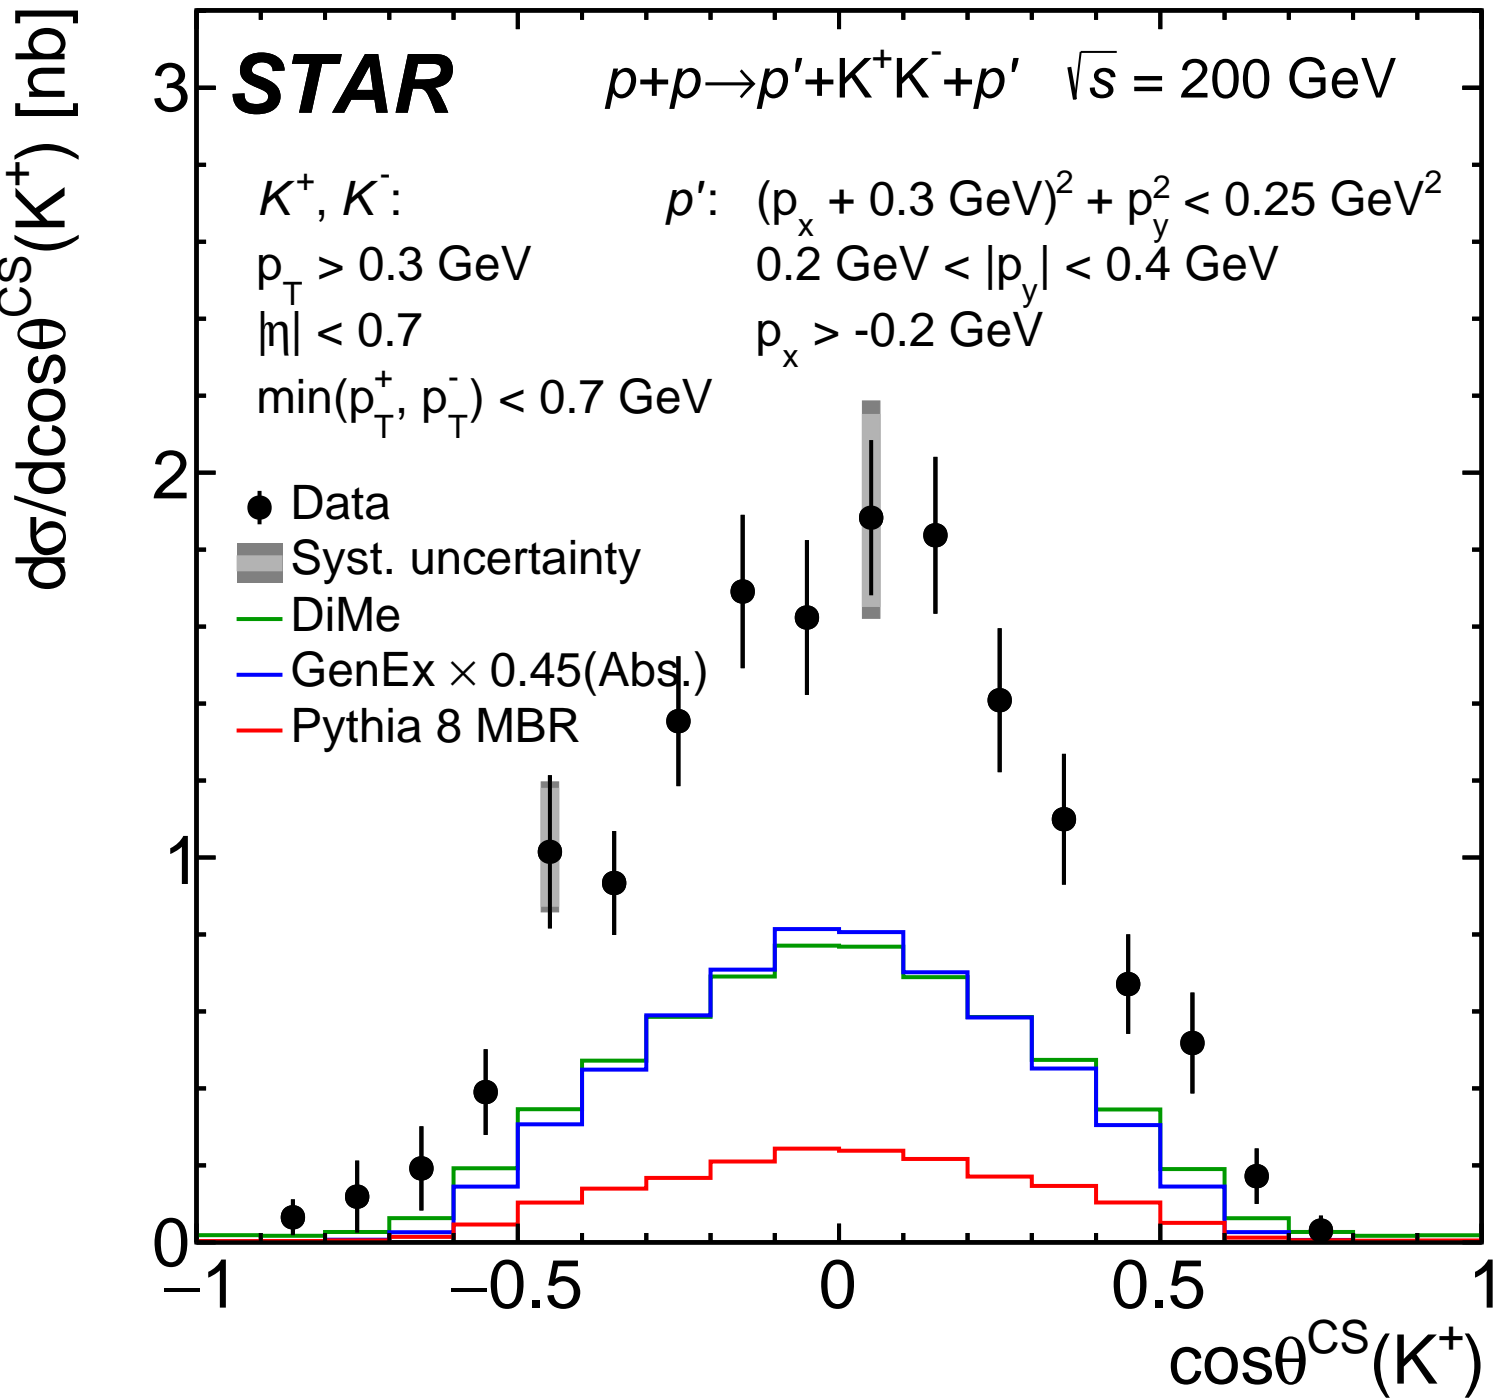 dσ/dcosθ^CS(K⁺) [nb]
3
2
1
0
STAR p+p→p′+K⁺K⁻+p′ √s = 200 GeV
K⁺, K⁻: p′: (p_x + 0.3 GeV)² + p_y² < 0.25 GeV²
p_T > 0.3 GeV 0.2 GeV < |p_y| < 0.4 GeV
|η| < 0.7 p_x > -0.2 GeV
min(p_T⁺, p_T⁻) < 0.7 GeV
Data
Syst. uncertainty
DiMe
GenEx × 0.45(Abs.)
Pythia 8 MBR
−1 −0.5 0 0.5 1
cosθ^CS(K⁺)